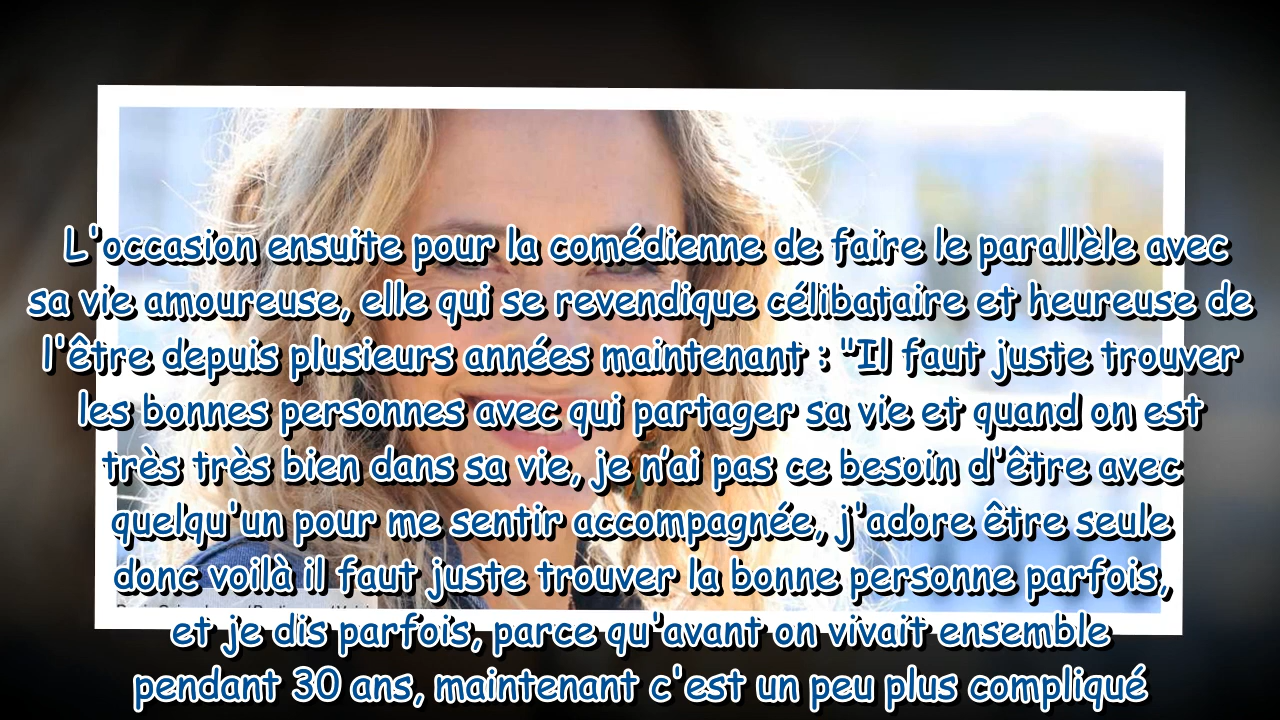 L'occasion ensuite pour la comédienne de faire le parallèle avec
sa vie amoureuse, elle qui se revendique célibataire et heureuse de
l'être depuis plusieurs années maintenant : "Il faut juste trouver
les bonnes personnes avec qui partager sa vie et quand on est
très très bien dans sa vie, je n’ai pas ce besoin d'être avec
quelqu'un pour me sentir accompagnée, j'adore être seule
donc voilà il faut juste trouver la bonne personne parfois,
et je dis parfois, parce qu'avant on vivait ensemble
pendant 30 ans, maintenant c'est un peu plus compliqué